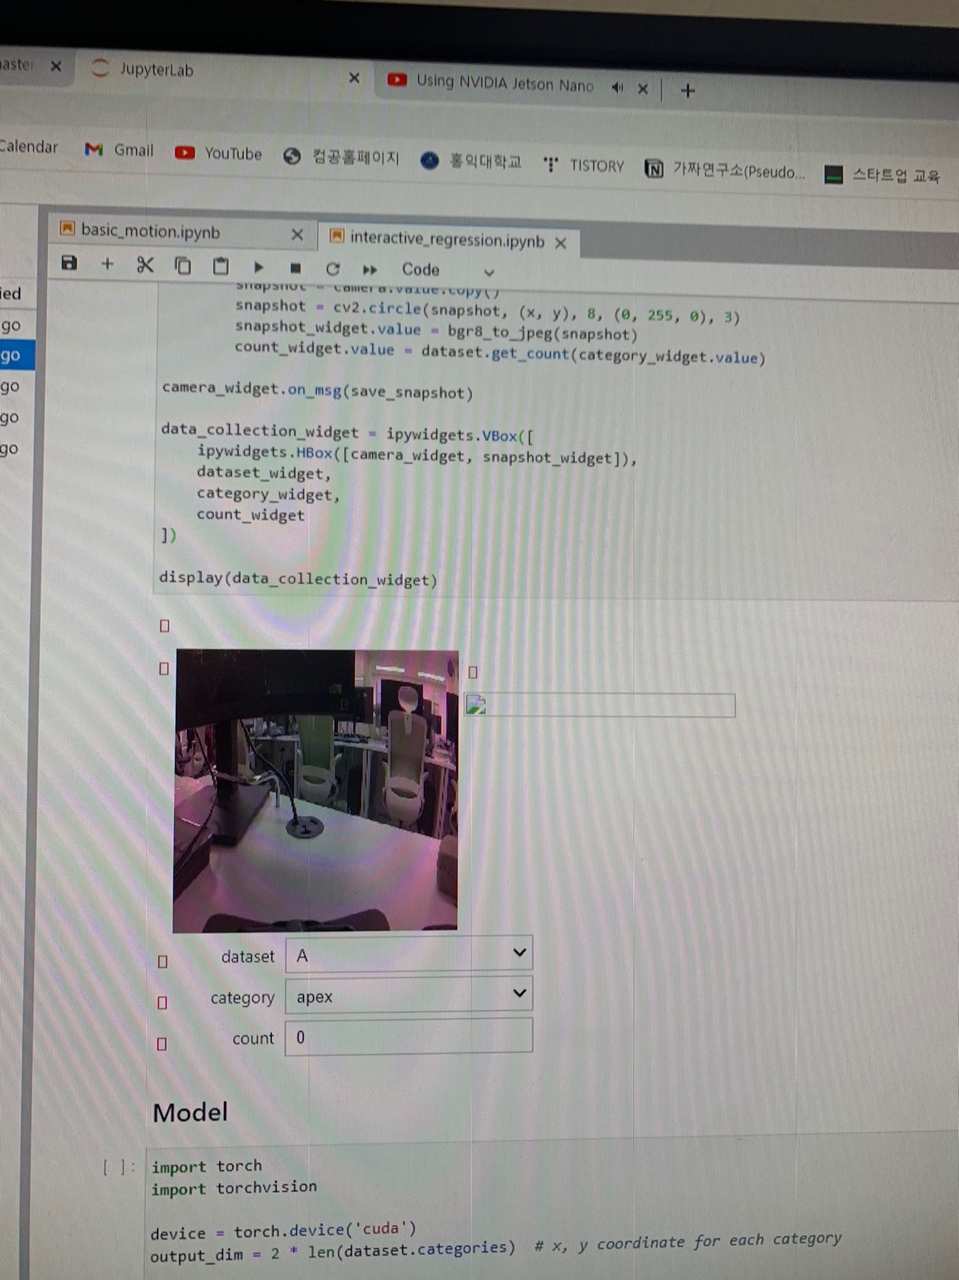 JupyterLab
Using NVIDIA Jetson Nano
Calendar
Gmail
YouTube
컴공홈페이지
홍익대학교
TISTORY
가짜연구소(Pseudo...
스타트업 교육
basic_motion.ipynb
interactive_regression.ipynb
Code
go
go
go
go
go
snapshot = camera.value.copy()
snapshot = cv2.circle(snapshot, (x, y), 8, (0, 255, 0), 3)
snapshot_widget.value = bgr8_to_jpeg(snapshot)
count_widget.value = dataset.get_count(category_widget.value)
camera_widget.on_msg(save_snapshot)
data_collection_widget = ipywidgets.VBox([
ipywidgets.HBox([camera_widget, snapshot_widget]),
dataset_widget,
category_widget,
count_widget
])
display(data_collection_widget)
dataset A
category apex
count 0
Model
[ ]: import torch
import torchvision
device = torch.device('cuda')
output_dim = 2 * len(dataset.categories) # x, y coordinate for each category